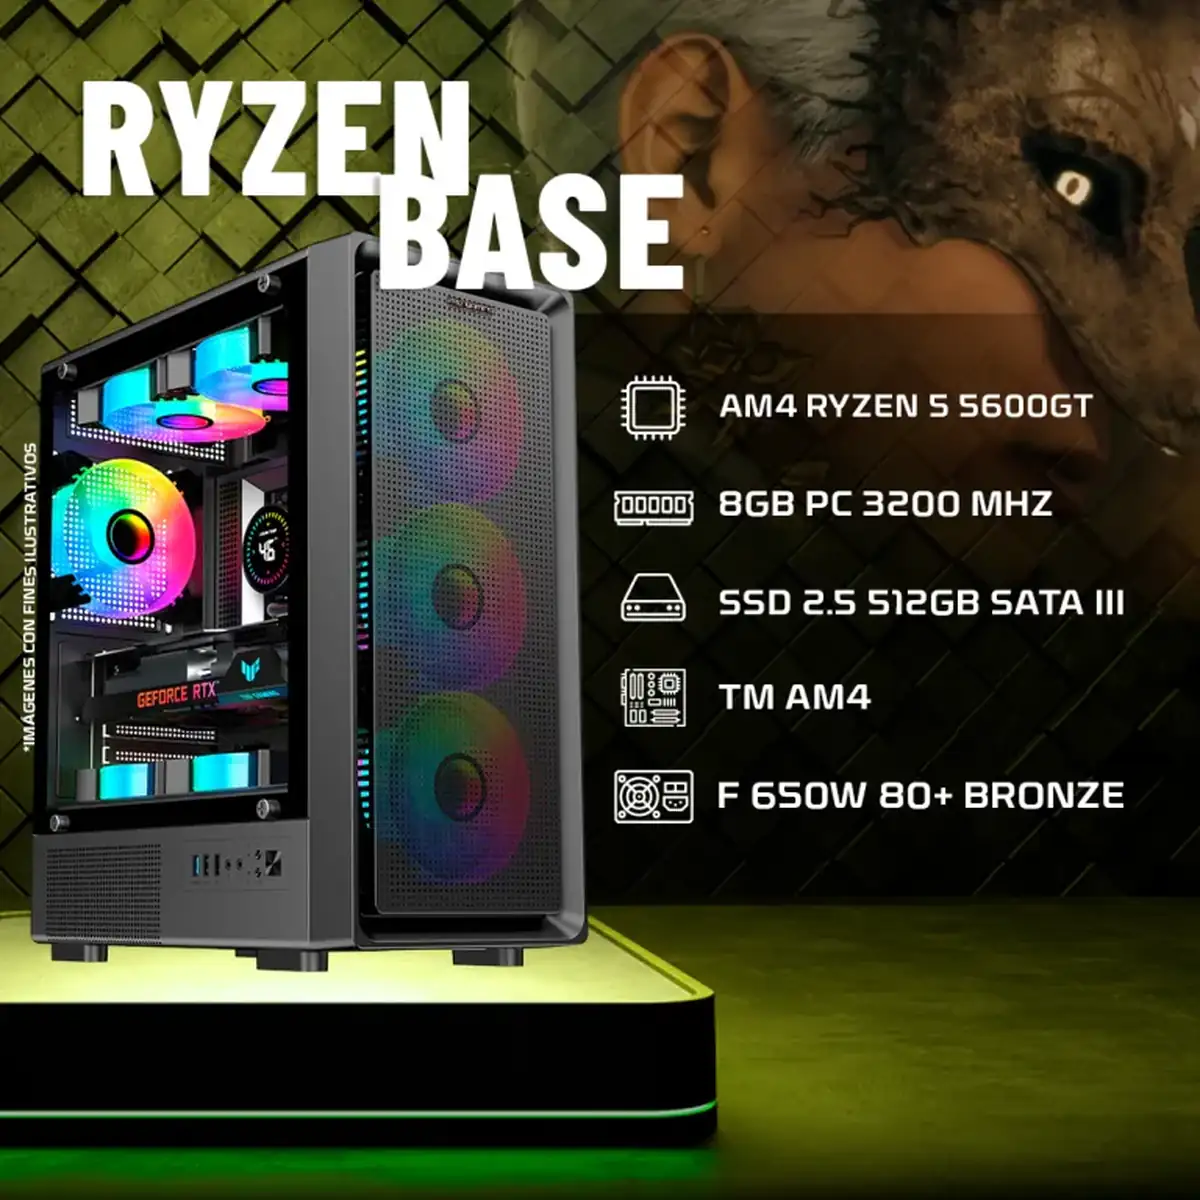 RYZEN
BASE
AM4 RYZEN 5 5600GT
8GB PC 3200 MHZ
SSD 2.5 512GB SATA III
TM AM4
F 650W 80+ BRONZE
*IMÁGENES CON FINES ILUSTRATIVOS
46
GEFORCE RTX